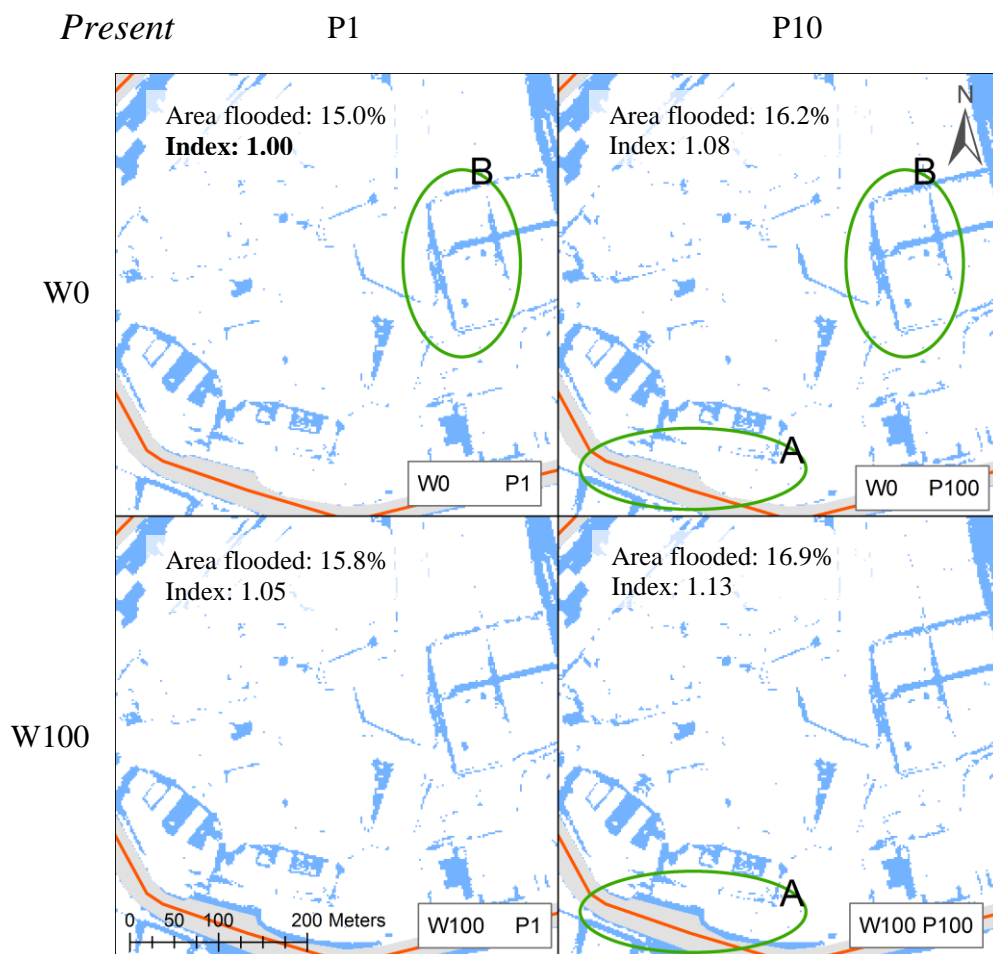 Present P1 P10
Area flooded: 15.0%
Index: 1.00
B
W0
W0 P1
Area flooded: 16.2%
Index: 1.08
N
B
A
W0 P100
Area flooded: 15.8%
Index: 1.05
W100
0 50 100 200 Meters
W100 P1
Area flooded: 16.9%
Index: 1.13
A
W100 P100